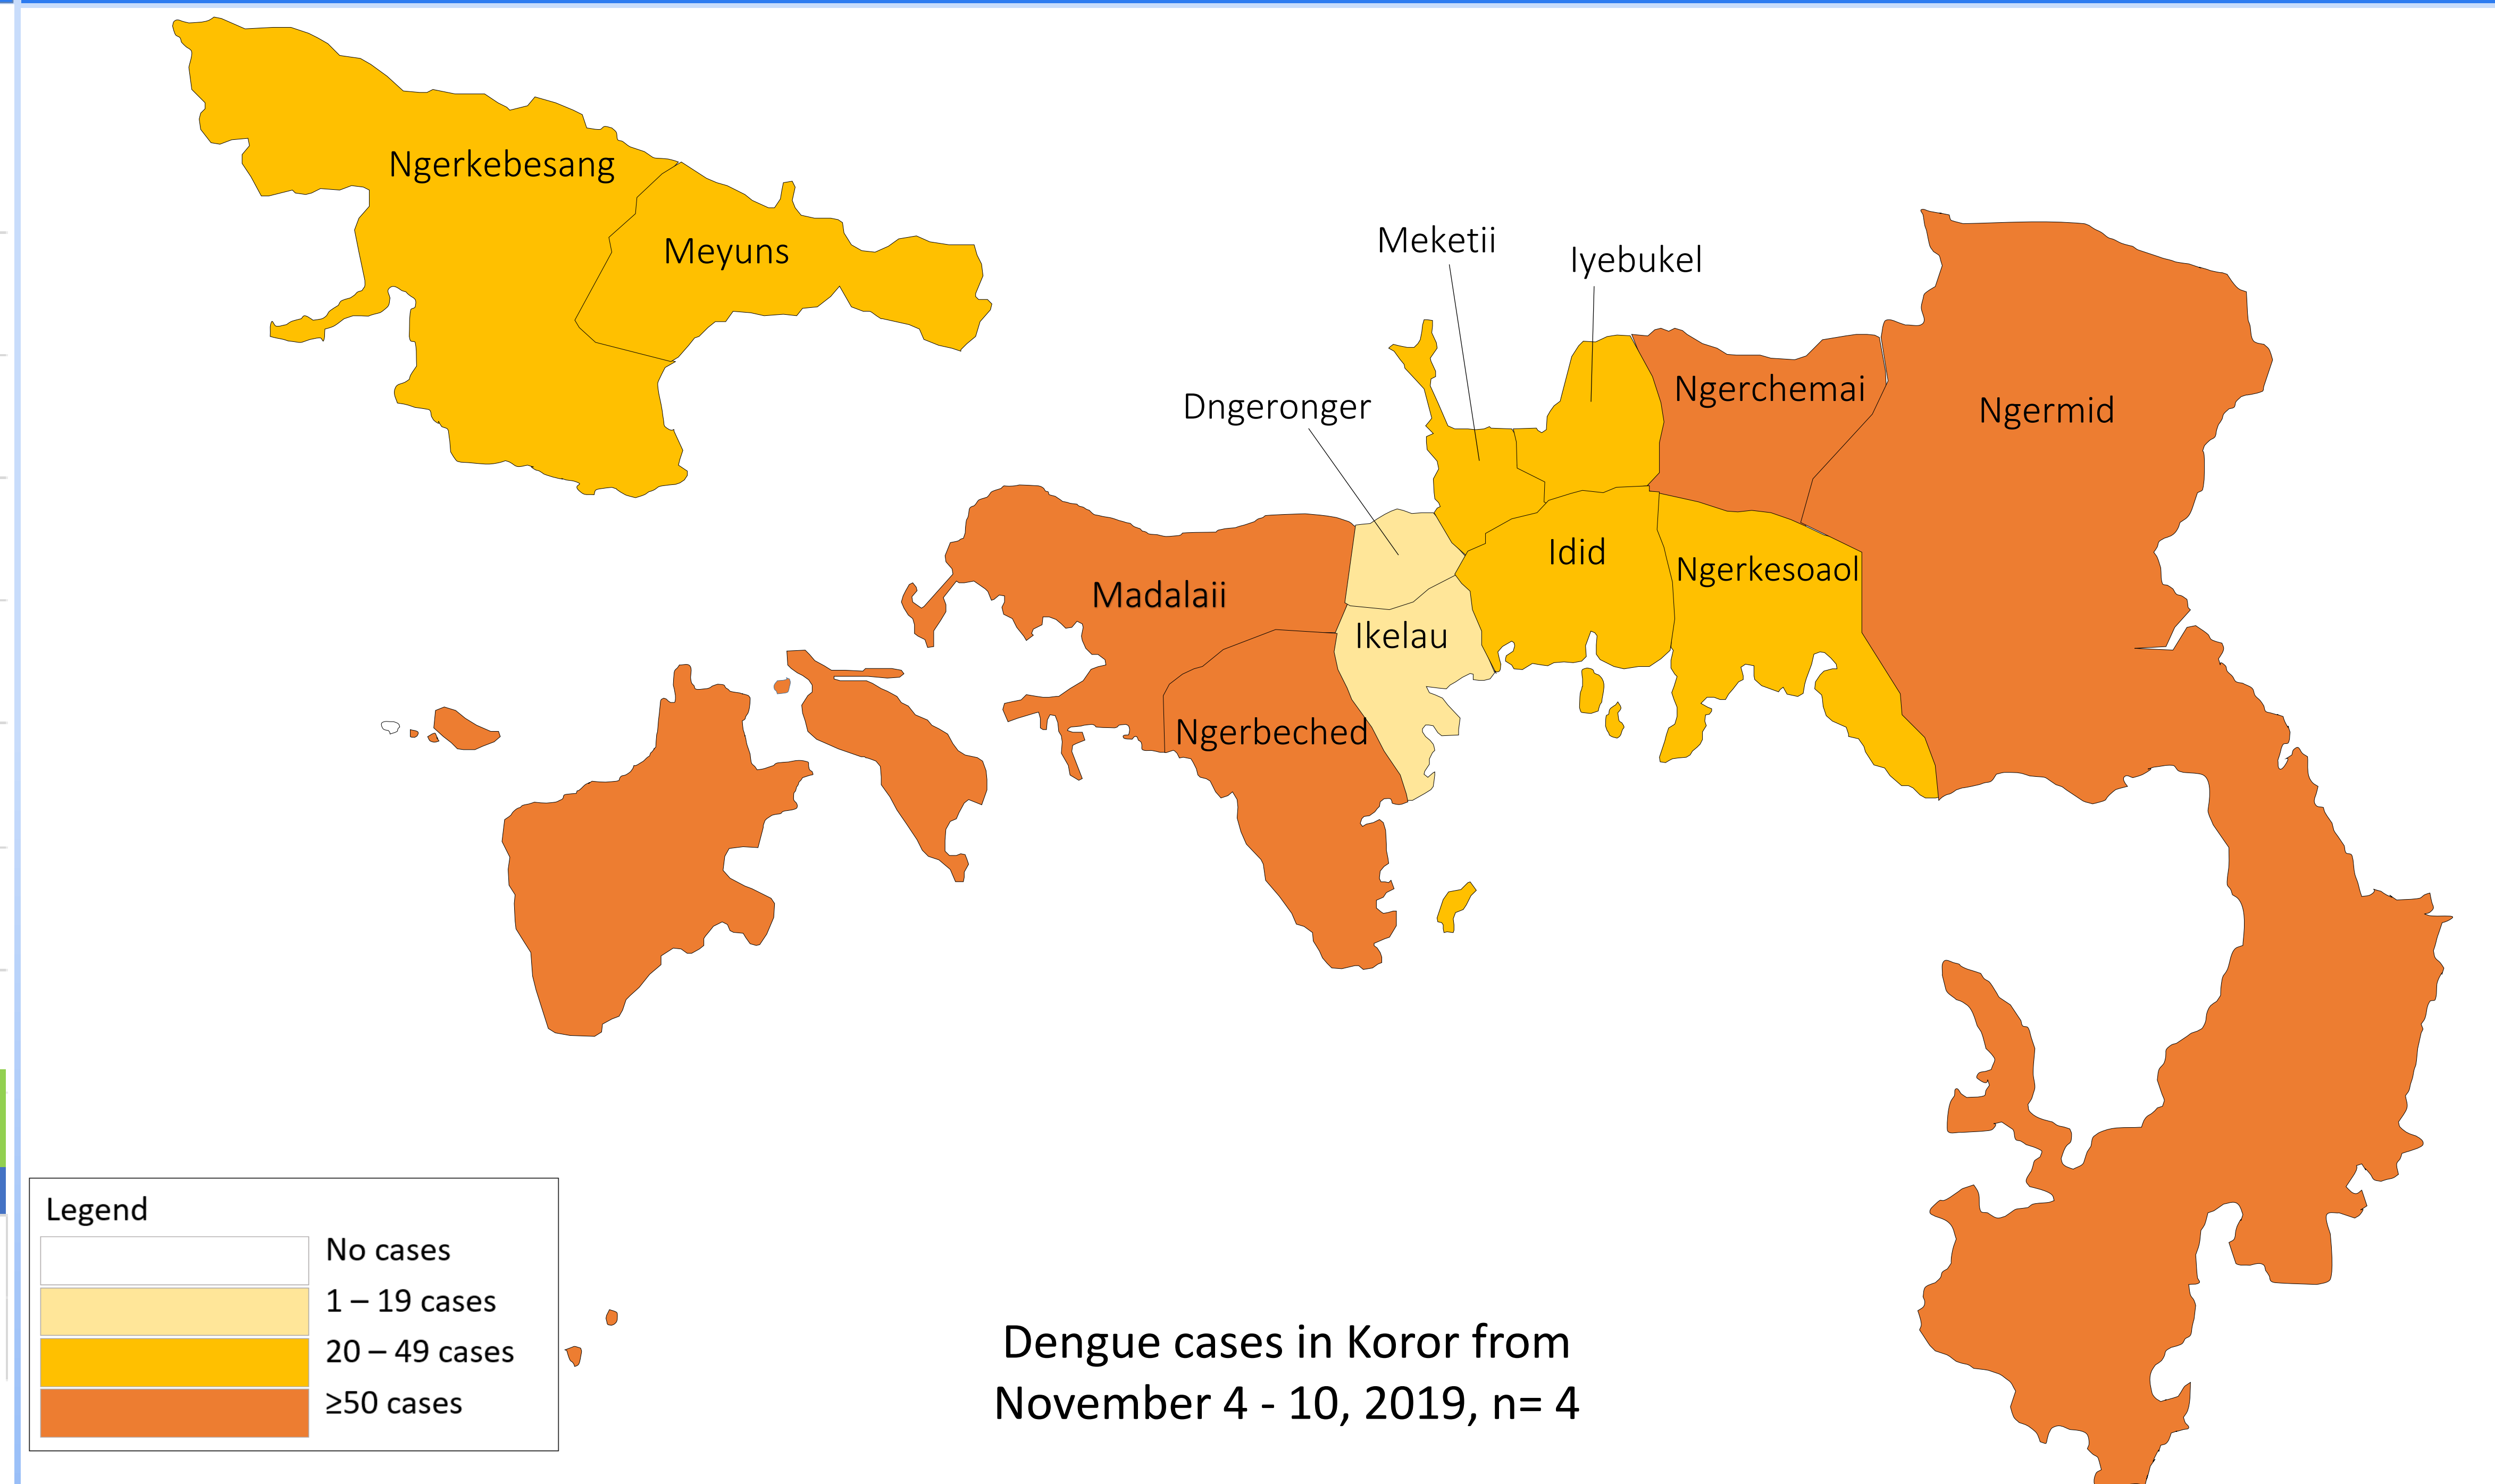 Ngerkebesang
Meyuns
Meketii
Iyebukel
Dngeronger
Ngerchemai
Ngermid
Madalaii
Idid
Ngerkesoaol
Ikelau
Ngerbeched
Legend
No cases
1 – 19 cases
20 – 49 cases
≥50 cases
Dengue cases in Koror from
November 4 - 10, 2019, n= 4